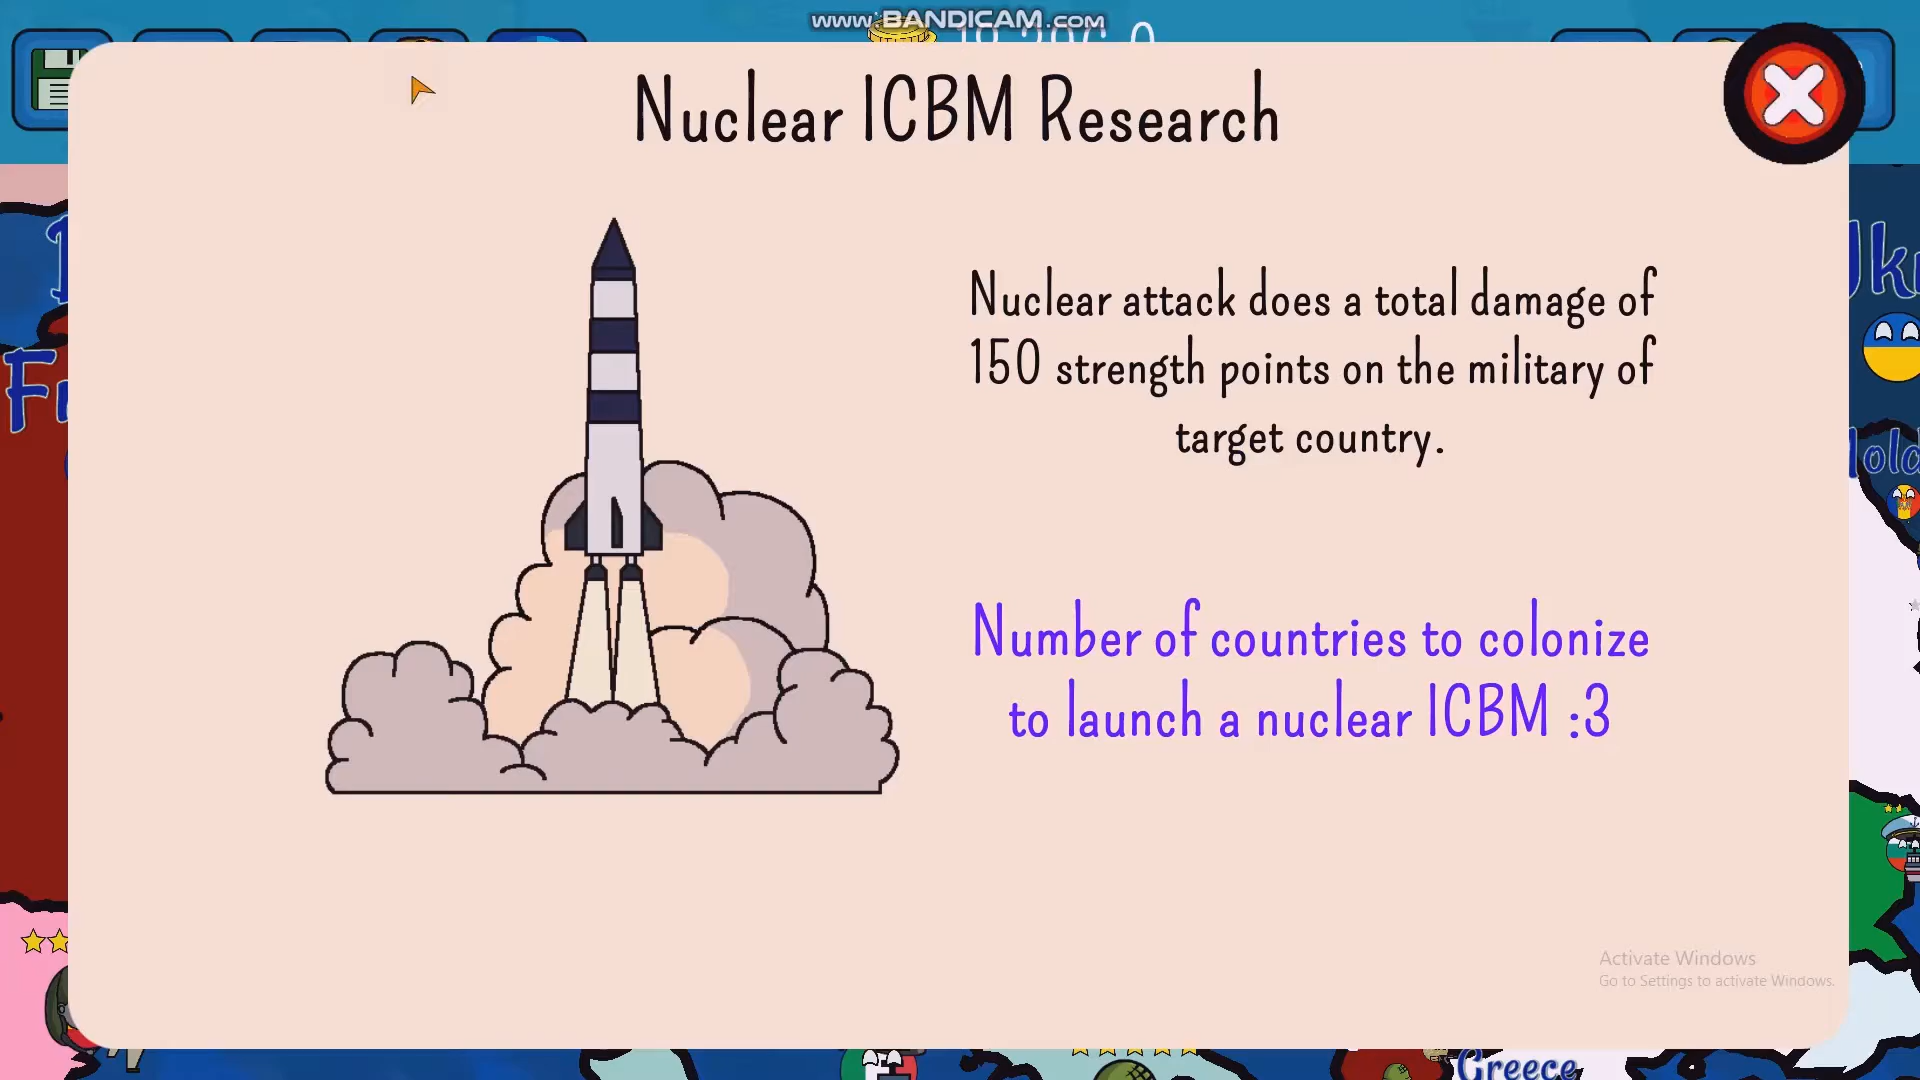 www.BANDICAM.com
Nuclear ICBM Research
Nuclear attack does a total damage of
150 strength points on the military of
target country.
Number of countries to colonize
to launch a nuclear ICBM :3
Activate Windows
Go to Settings to activate Windows.
Greece